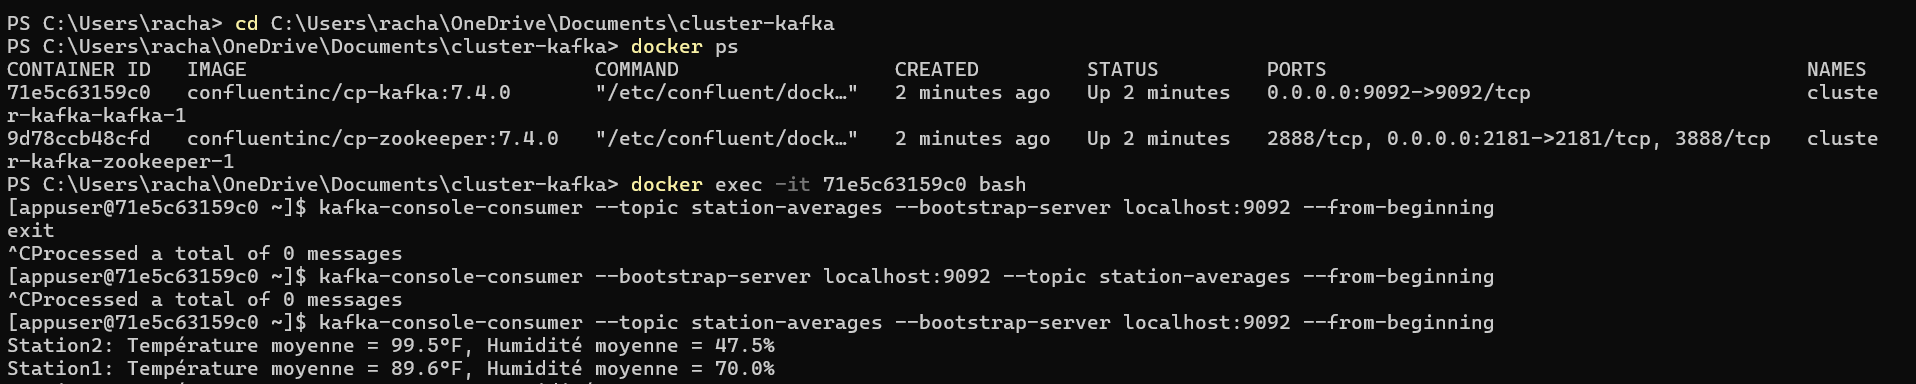 PS C:\Users\racha> cd C:\Users\racha\OneDrive\Documents\cluster-kafka
PS C:\Users\racha\OneDrive\Documents\cluster-kafka> docker ps
CONTAINER ID   IMAGE                             COMMAND                  CREATED         STATUS         PORTS                                        NAMES
71e5c63159c0   confluentinc/cp-kafka:7.4.0       "/etc/confluent/dock…"   2 minutes ago   Up 2 minutes   0.0.0.0:9092->9092/tcp                       cluste
r-kafka-kafka-1
9d78ccb48cfd   confluentinc/cp-zookeeper:7.4.0   "/etc/confluent/dock…"   2 minutes ago   Up 2 minutes   2888/tcp, 0.0.0.0:2181->2181/tcp, 3888/tcp   cluste
r-kafka-zookeeper-1
PS C:\Users\racha\OneDrive\Documents\cluster-kafka> docker exec -it 71e5c63159c0 bash
[appuser@71e5c63159c0 ~]$ kafka-console-consumer --topic station-averages --bootstrap-server localhost:9092 --from-beginning
exit
^CProcessed a total of 0 messages
[appuser@71e5c63159c0 ~]$ kafka-console-consumer --bootstrap-server localhost:9092 --topic station-averages --from-beginning
^CProcessed a total of 0 messages
[appuser@71e5c63159c0 ~]$ kafka-console-consumer --topic station-averages --bootstrap-server localhost:9092 --from-beginning
Station2: Température moyenne = 99.5°F, Humidité moyenne = 47.5%
Station1: Température moyenne = 89.6°F, Humidité moyenne = 70.0%